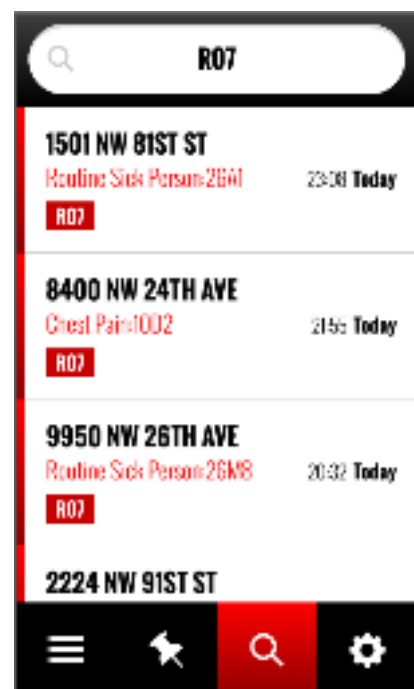 R07
1501 NW 81ST ST
Routine Sick Person:26A1 23:08 Today
R07
8400 NW 24TH AVE
Chest Pain:10D2 21:55 Today
R07
9950 NW 26TH AVE
Routine Sick Person:26M8 20:32 Today
R07
2224 NW 91ST ST